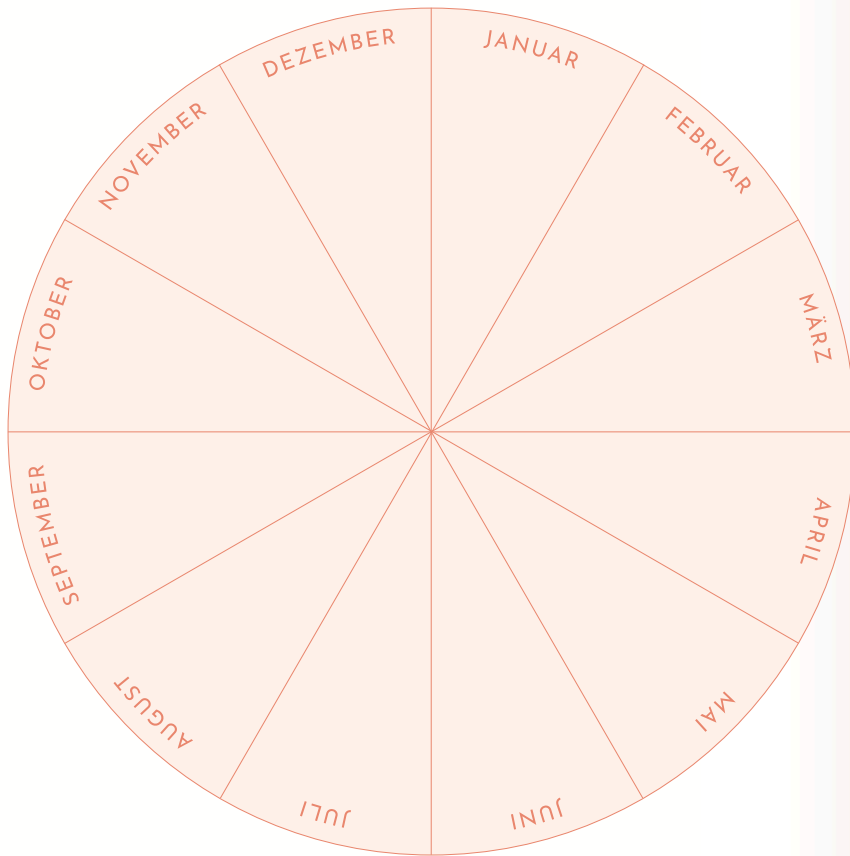 JANUAR
FEBRUAR
MÄRZ
APRIL
MAI
JUNI
JULI
AUGUST
SEPTEMBER
OKTOBER
NOVEMBER
DEZEMBER